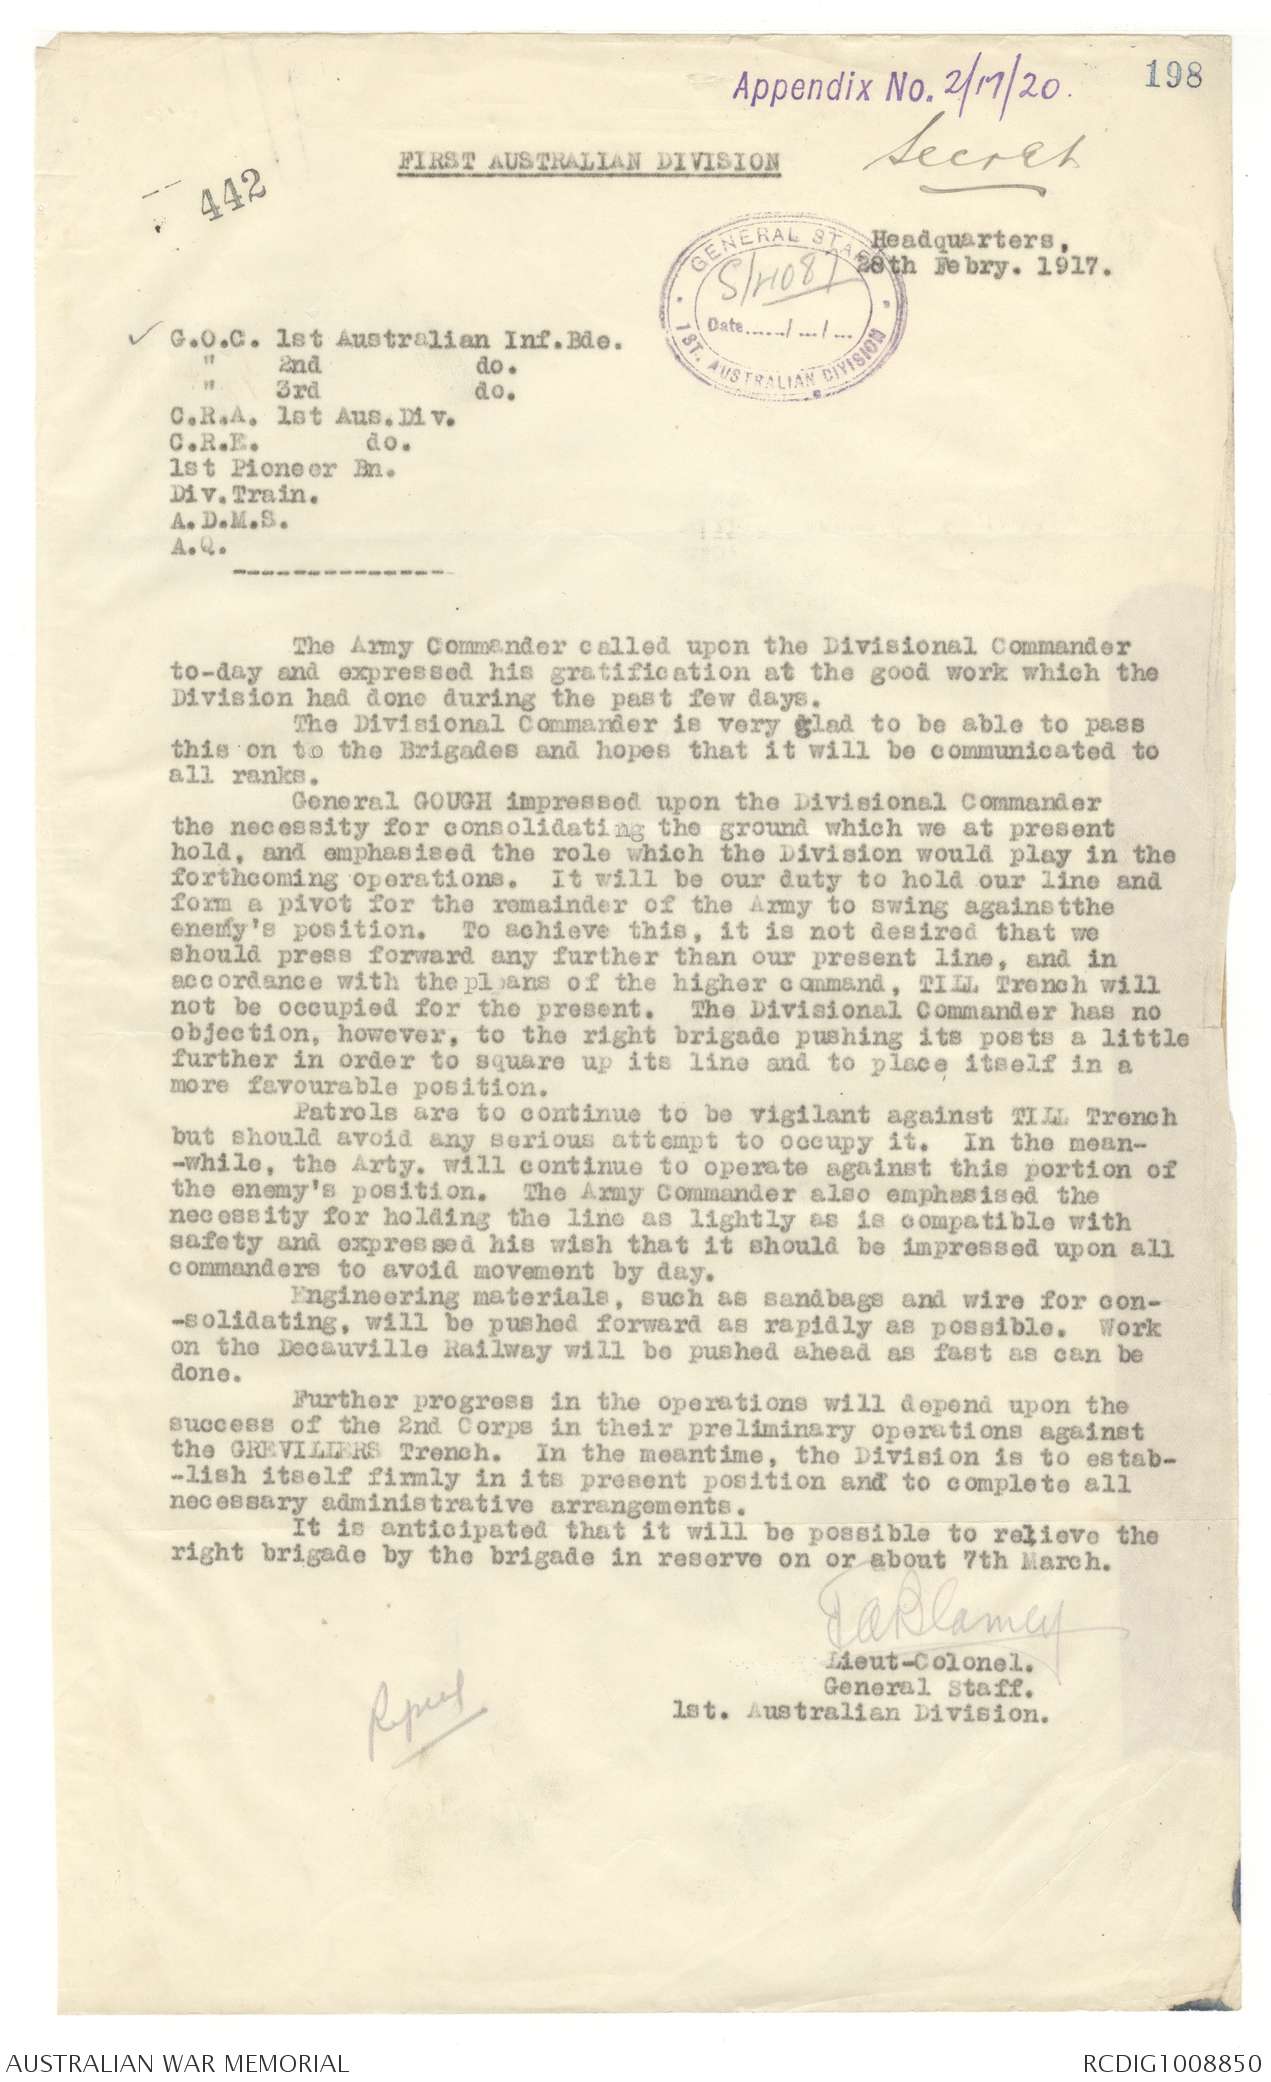 Appendix No. 2/17/20.
198
FIRST AUSTRALIAN DIVISION
Secret
442
GENERAL STAFF
S/4087
Date ..../..../....
1ST. AUSTRALIAN DIVISION
Headquarters,
28th Febry. 1917.
✓ G.O.C. 1st Australian Inf.Bde.
" 2nd do.
" 3rd do.
C.R.A. 1st Aus.Div.
C.R.E. do.
1st Pioneer Bn.
Div.Train.
A.D.M.S.
A.Q.
--------------
The Army Commander called upon the Divisional Commander
to-day and expressed his gratification at the good work which the
Division had done during the past few days.
The Divisional Commander is very glad to be able to pass
this on to the Brigades and hopes that it will be communicated to
all ranks.
General GOUGH impressed upon the Divisional Commander
the necessity for consolidating the ground which we at present
hold, and emphasised the role which the Division would play in the
forthcoming operations. It will be our duty to hold our line and
form a pivot for the remainder of the Army to swing againstthe
enemy's position. To achieve this, it is not desired that we
should press forward any further than our present line, and in
accordance with the plans of the higher command, TILL Trench will
not be occupied for the present. The Divisional Commander has no
objection, however, to the right brigade pushing its posts a little
further in order to square up its line and to place itself in a
more favourable position.
Patrols are to continue to be vigilant against TILL Trench
but should avoid any serious attempt to occupy it. In the mean-
-while, the Arty. will continue to operate against this portion of
the enemy's position. The Army Commander also emphasised the
necessity for holding the line as lightly as is compatible with
safety and expressed his wish that it should be impressed upon all
commanders to avoid movement by day.
Engineering materials, such as sandbags and wire for con-
-solidating, will be pushed forward as rapidly as possible. Work
on the Decauville Railway will be pushed ahead as fast as can be
done.
Further progress in the operations will depend upon the
success of the 2nd Corps in their preliminary operations against
the GREVILLERS Trench. In the meantime, the Division is to estab-
-lish itself firmly in its present position and to complete all
necessary administrative arrangements.
It is anticipated that it will be possible to relieve the
right brigade by the brigade in reserve on or about 7th March.
T A Blamey
Lieut-Colonel.
General Staff.
1st. Australian Division.
AUSTRALIAN WAR MEMORIAL
RCDIG1008850